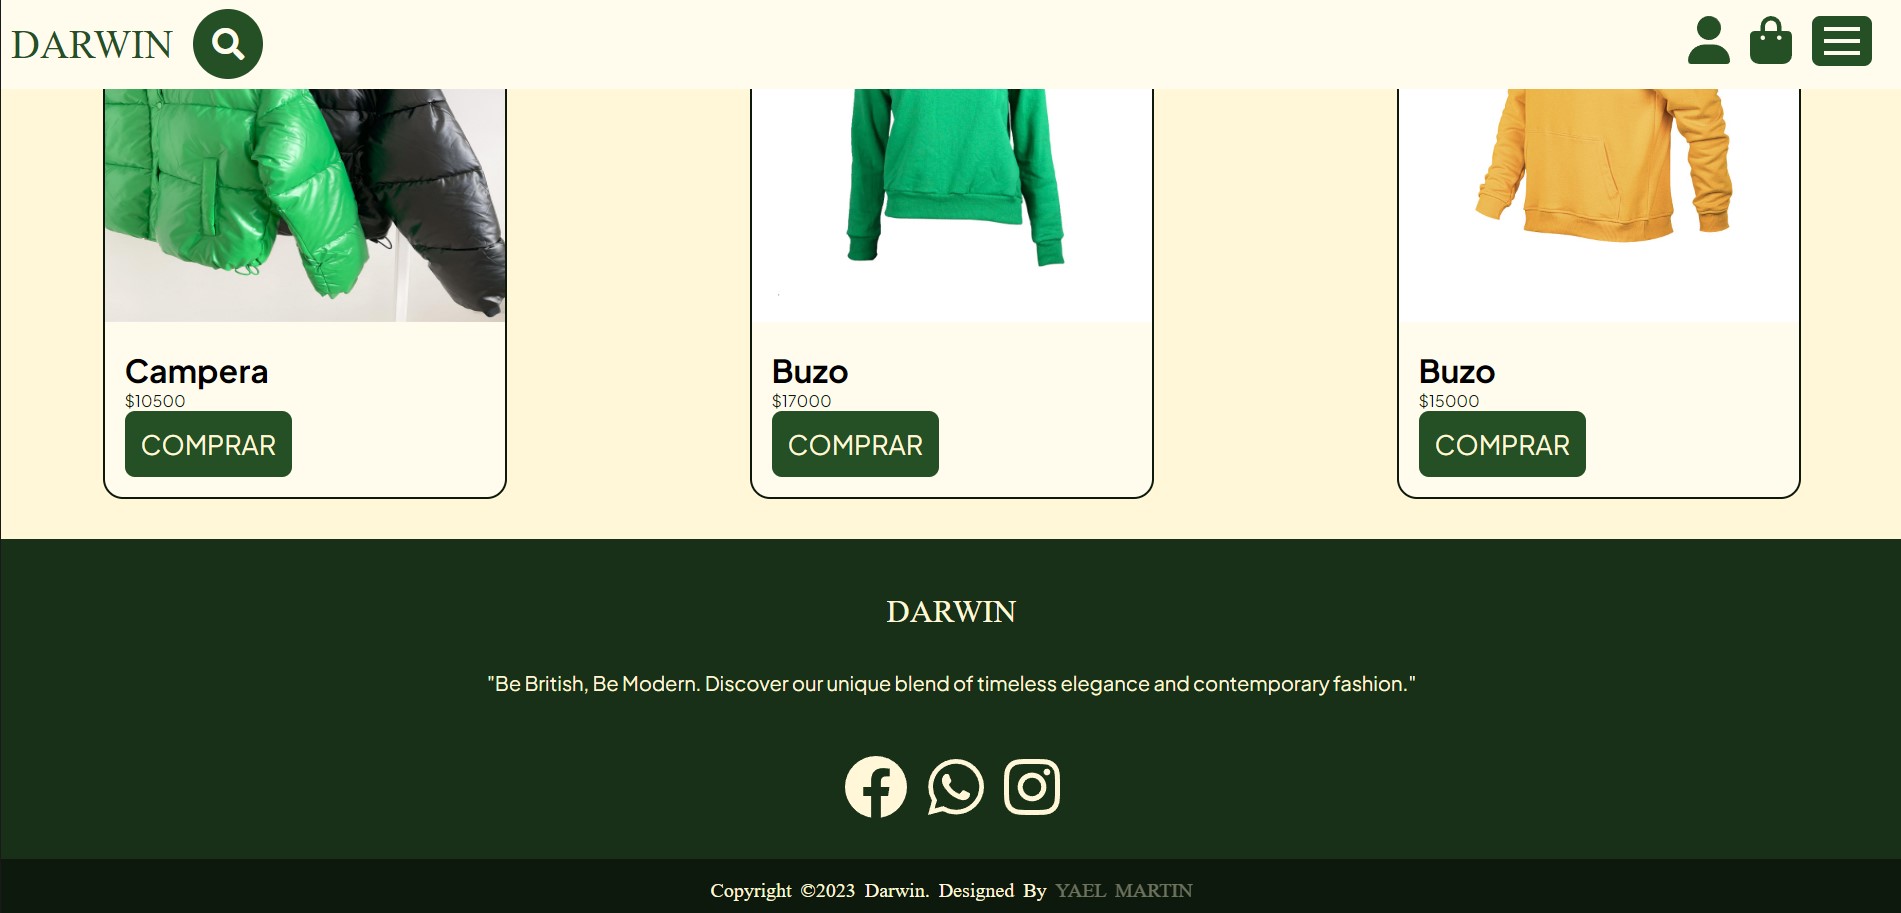 DARWIN
Campera
$10500
COMPRAR
Buzo
$17000
COMPRAR
Buzo
$15000
COMPRAR
DARWIN
"Be British, Be Modern. Discover our unique blend of timeless elegance and contemporary fashion."
Copyright ©2023 Darwin. Designed By YAEL MARTIN